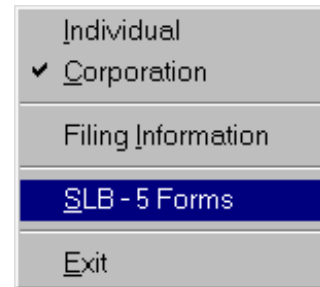 Individual
Corporation
Filing Information
SLB - 5 Forms
Exit